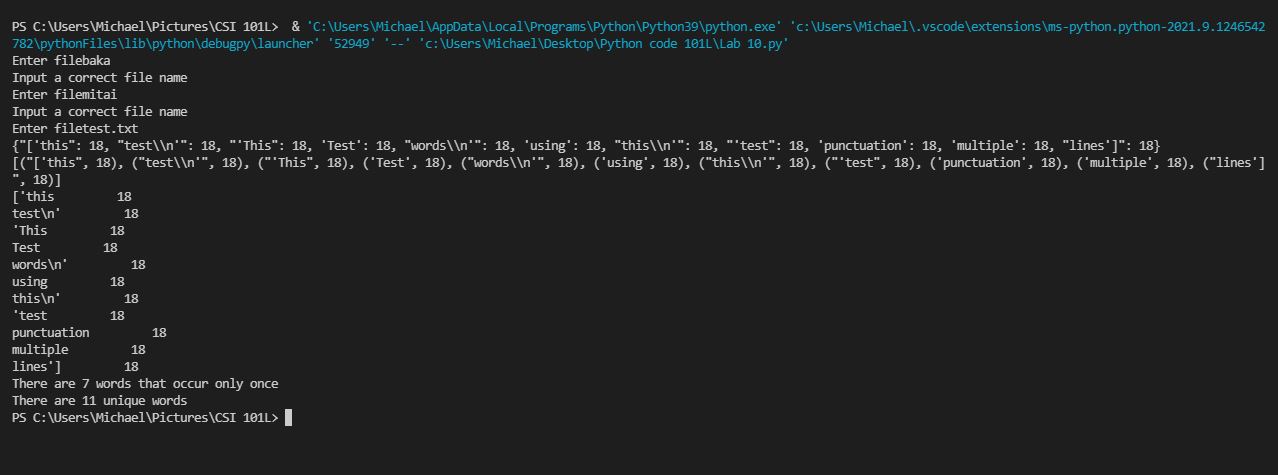 PS C:\Users\Michael\Pictures\CSI 101L>  & 'C:\Users\Michael\AppData\Local\Programs\Python\Python39\python.exe' 'c:\Users\Michael\.vscode\extensions\ms-python.python-2021.9.1246542
782\pythonFiles\lib\python\debugpy\launcher' '52949' '--' 'c:\Users\Michael\Desktop\Python code 101L\Lab 10.py'
Enter filebaka
Input a correct file name
Enter filemitai
Input a correct file name
Enter filetest.txt
{"['this": 18, "test\\n'": 18, "'This": 18, 'Test': 18, "words\\n'": 18, 'using': 18, "this\\n'": 18, "'test": 18, 'punctuation': 18, 'multiple': 18, "lines']": 18}
[("['this", 18), ("test\\n'", 18), ("'This", 18), ('Test', 18), ("words\\n'", 18), ('using', 18), ("this\\n'", 18), ("'test", 18), ('punctuation', 18), ('multiple', 18), ("lines']
", 18)]
['this         18
test\n'         18
'This         18
Test         18
words\n'         18
using         18
this\n'         18
'test         18
punctuation         18
multiple         18
lines']         18
There are 7 words that occur only once
There are 11 unique words
PS C:\Users\Michael\Pictures\CSI 101L>